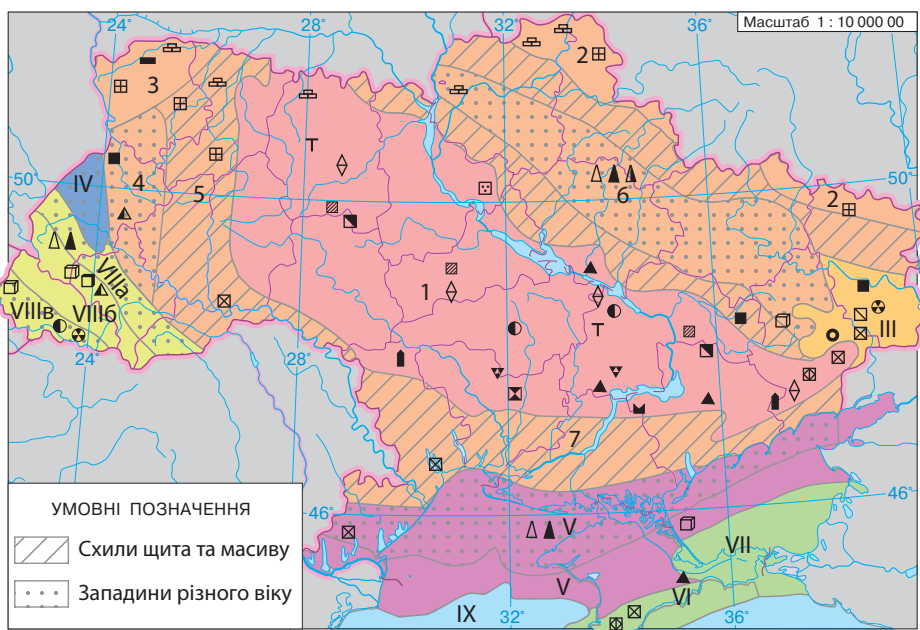 Масштаб 1 : 10 000 00
24° 28° 32° 36°
2
3
Т
50° IV 4 5 6 2 50°
VIIIа
VIIIв VIIIб 1 Т III
24° 28°
7
46° V 46°
VII
V VI
IX 32° 36°
УМОВНІ ПОЗНАЧЕННЯ
Схили щита та масиву
Западини різного віку